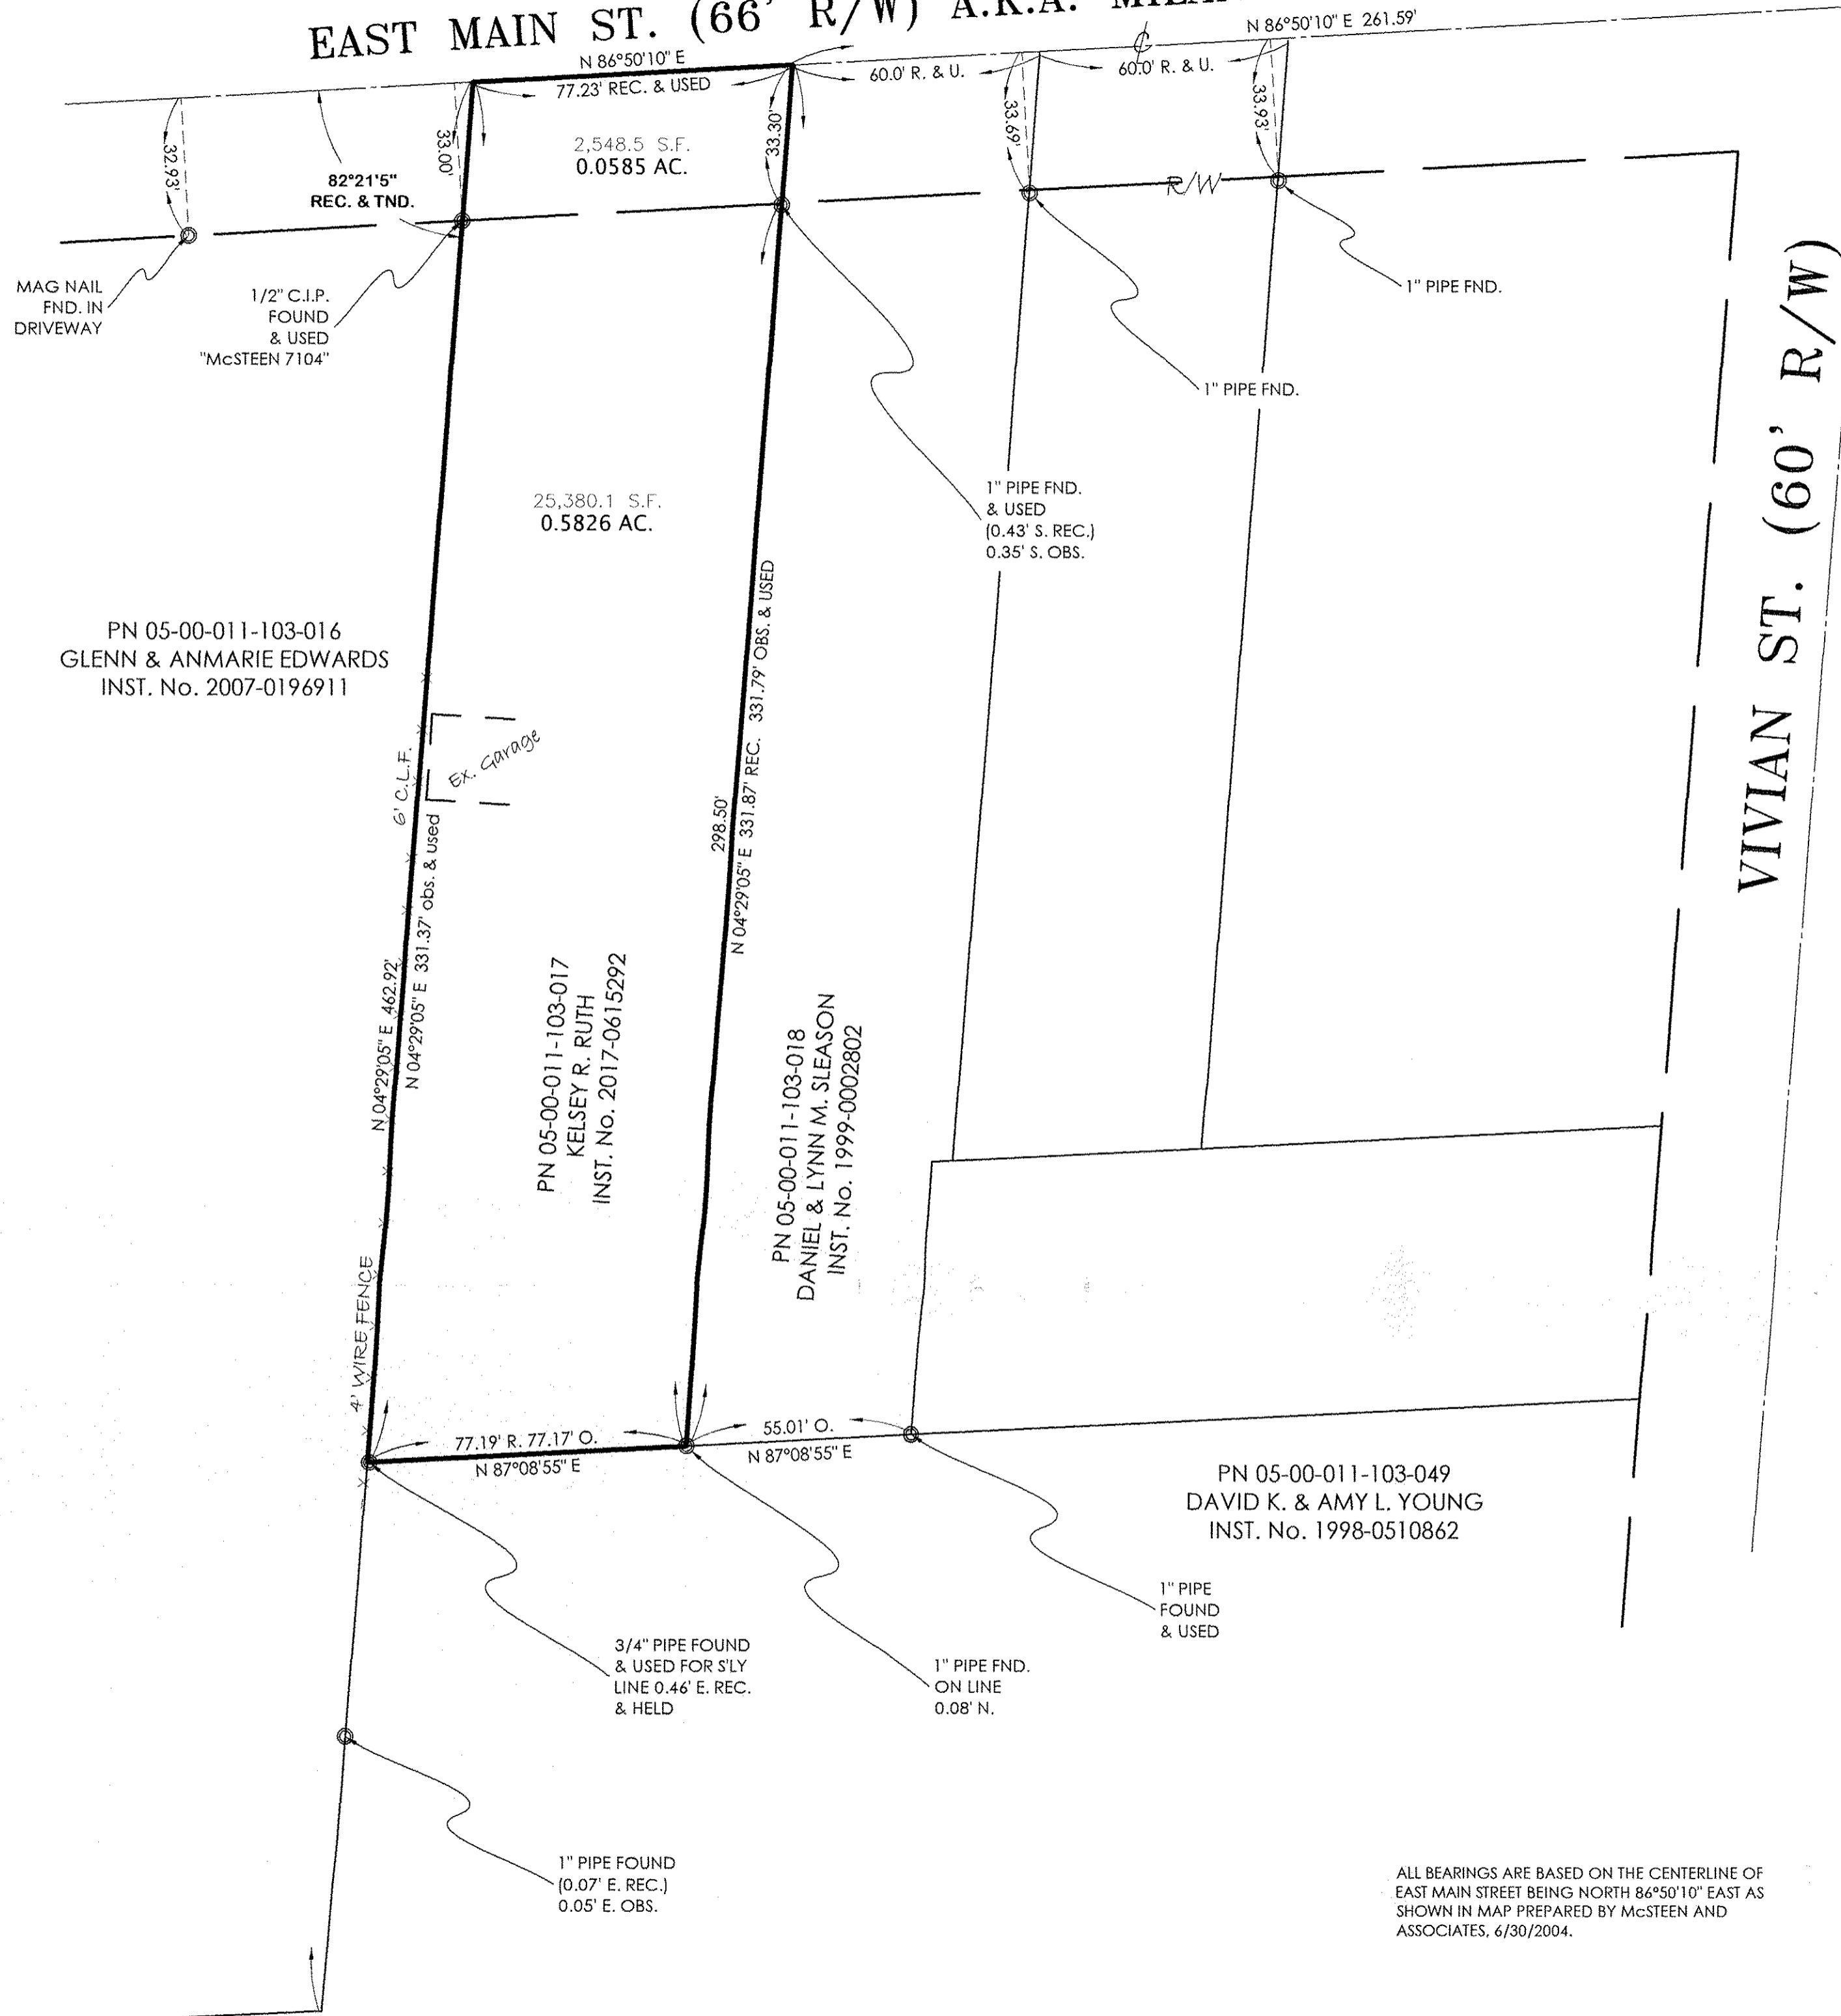 EAST MAIN ST. (66' R/W) A.K.A.
N 86°50'10" E 261.59'
N 86°50'10" E
77.23' REC. & USED
60.0' R. & U.
₵
60.0' R. & U.
32.93'
33.00'
33.30'
33.69'
33.93'
2,548.5 S.F.
0.0585 AC.
82°21'5"
REC. & TND.
R/W
MAG NAIL
FND. IN
DRIVEWAY
1/2" C.I.P.
FOUND
& USED
"McSTEEN 7104"
1" PIPE FND.
1" PIPE FND.
1" PIPE FND.
& USED
(0.43' S. REC.)
0.35' S. OBS.
VIVIAN ST. (60' R/W)
25,380.1 S.F.
0.5826 AC.
PN 05-00-011-103-016
GLENN & ANMARIE EDWARDS
INST. No. 2007-0196911
6' C.L.F.
Ex. Garage
N 04°29'05" E 462.92'
N 04°29'05" E 331.37' obs. & used
298.50'
N 04°29'05" E 331.87' REC. 331.79' OBS. & USED
PN 05-00-011-103-017
KELSEY R. RUTH
INST. No. 2017-0615292
PN 05-00-011-103-018
DANIEL & LYNN M. SLEASON
INST. No. 1999-0002802
4' WIRE FENCE
77.19' R. 77.17' O.
N 87°08'55" E
55.01' O.
N 87°08'55" E
PN 05-00-011-103-049
DAVID K. & AMY L. YOUNG
INST. No. 1998-0510862
1" PIPE
FOUND
& USED
3/4" PIPE FOUND
& USED FOR S'LY
LINE 0.46' E. REC.
& HELD
1" PIPE FND.
ON LINE
0.08' N.
1" PIPE FOUND
(0.07' E. REC.)
0.05' E. OBS.
ALL BEARINGS ARE BASED ON THE CENTERLINE OF
EAST MAIN STREET BEING NORTH 86°50'10" EAST AS
SHOWN IN MAP PREPARED BY McSTEEN AND
ASSOCIATES, 6/30/2004.